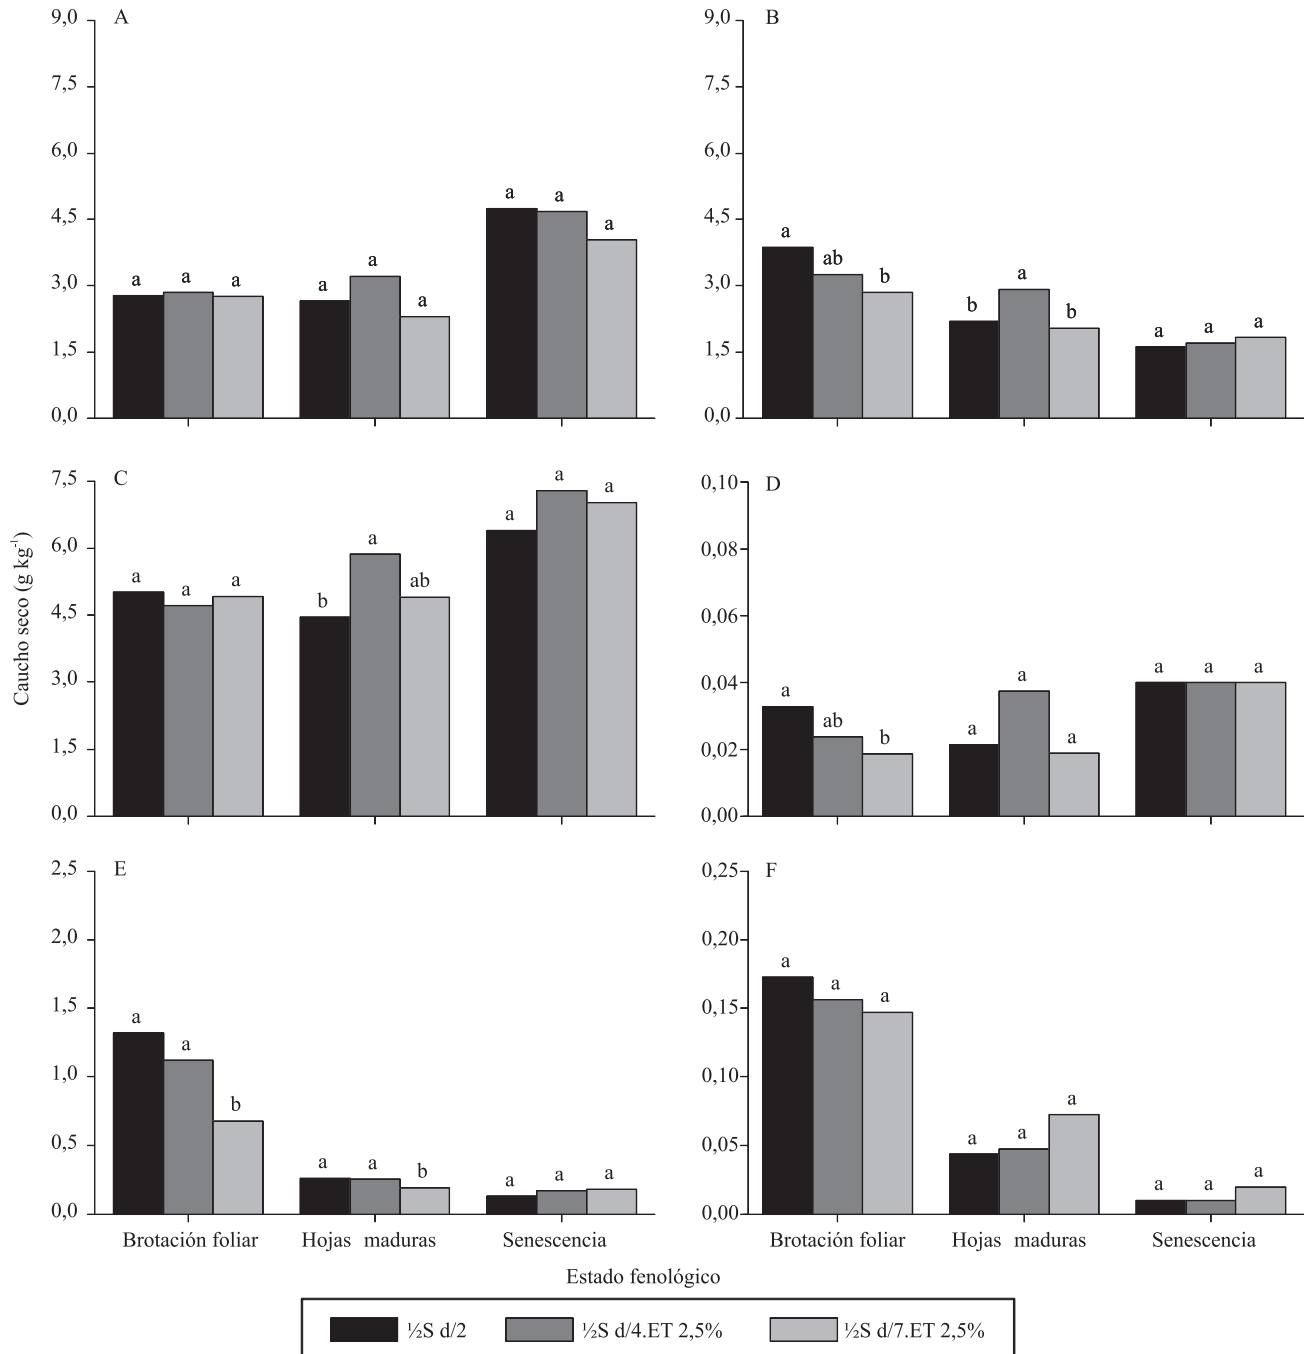 A
9,0
7,5
6,0
4,5
3,0
1,5
0,0
a a a
a a a
a a a
B
9,0
7,5
6,0
4,5
3,0
1,5
0,0
a ab b
b a b
a a a
Caucho seco (g kg⁻¹)
C
7,5
6,0
4,5
3,0
1,5
0,0
a a a
b a ab
a a a
D
0,10
0,08
0,06
0,04
0,02
0,00
a ab b
a a a
a a a
E
2,5
2,0
1,5
1,0
0,5
0,0
a a b
a a b
a a a
Brotación foliar Hojas maduras Senescencia
F
0,25
0,20
0,15
0,10
0,05
0,00
a a a
a a a
a a a
Brotación foliar Hojas maduras Senescencia
Estado fenológico
½S d/2 ½S d/4.ET 2,5% ½S d/7.ET 2,5%